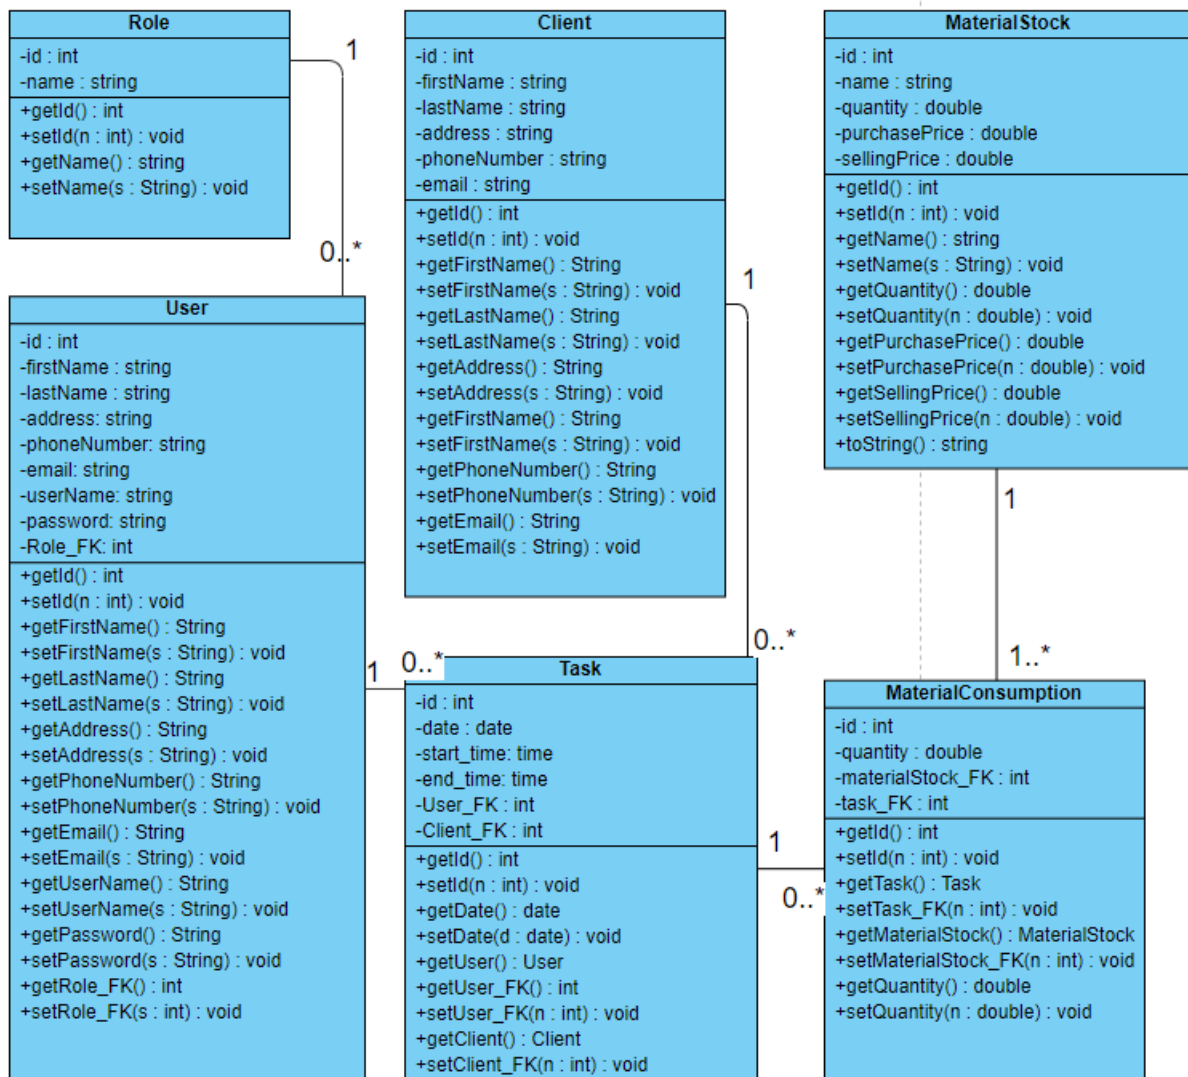 Role
-id : int
-name : string
+getId() : int
+setId(n : int) : void
+getName() : string
+setName(s : String) : void
1
0..*
User
-id : int
-firstName : string
-lastName : string
-address: string
-phoneNumber: string
-email: string
-userName: string
-password: string
-Role_FK: int
+getId() : int
+setId(n : int) : void
+getFirstName() : String
+setFirstName(s : String) : void
+getLastName() : String
+setLastName(s : String) : void
+getAddress() : String
+setAddress(s : String) : void
+getPhoneNumber() : String
+setPhoneNumber(s : String) : void
+getEmail() : String
+setEmail(s : String) : void
+getUserName() : String
+setUserName(s : String) : void
+getPassword() : String
+setPassword(s : String) : void
+getRole_FK() : int
+setRole_FK(s : int) : void
1
0..*
Client
-id : int
-firstName : string
-lastName : string
-address : string
-phoneNumber : string
-email : string
+getId() : int
+setId(n : int) : void
+getFirstName() : String
+setFirstName(s : String) : void
+getLastName() : String
+setLastName(s : String) : void
+getAddress() : String
+setAddress(s : String) : void
+getFirstName() : String
+setFirstName(s : String) : void
+getPhoneNumber() : String
+setPhoneNumber(s : String) : void
+getEmail() : String
+setEmail(s : String) : void
1
0..*
Task
-id : int
-date : date
-start_time: time
-end_time: time
-User_FK : int
-Client_FK : int
+getId() : int
+setId(n : int) : void
+getDate() : date
+setDate(d : date) : void
+getUser() : User
+getUser_FK() : int
+setUser_FK(n : int) : void
+getClient() : Client
+setClient_FK(n : int) : void
1
0..*
MaterialStock
-id : int
-name : string
-quantity : double
-purchasePrice : double
-sellingPrice : double
+getId() : int
+setId(n : int) : void
+getName() : string
+setName(s : String) : void
+getQuantity() : double
+setQuantity(n : double) : void
+getPurchasePrice() : double
+setPurchasePrice(n : double) : void
+getSellingPrice() : double
+setSellingPrice(n : double) : void
+toString() : string
1
1..*
MaterialConsumption
-id : int
-quantity : double
-materialStock_FK : int
-task_FK : int
+getId() : int
+setId(n : int) : void
+getTask() : Task
+setTask_FK(n : int) : void
+getMaterialStock() : MaterialStock
+setMaterialStock_FK(n : int) : void
+getQuantity() : double
+setQuantity(n : double) : void